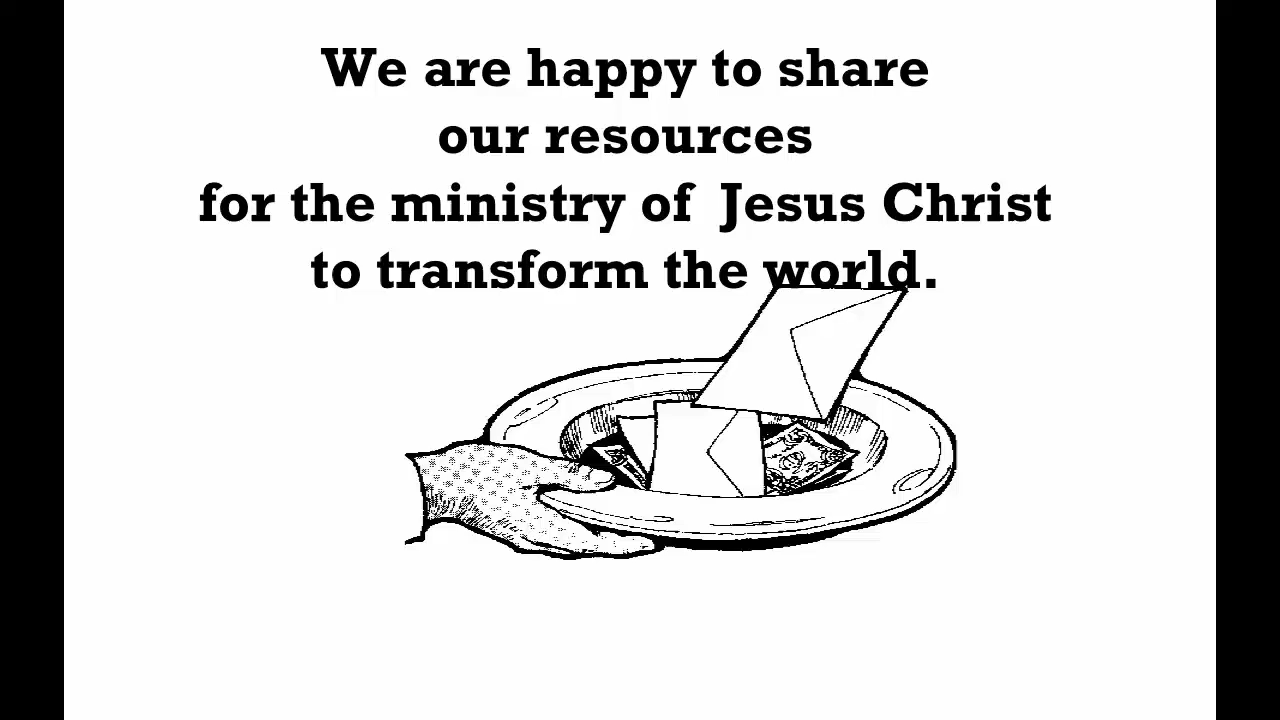 We are happy to share
our resources
for the ministry of Jesus Christ
to transform the world.